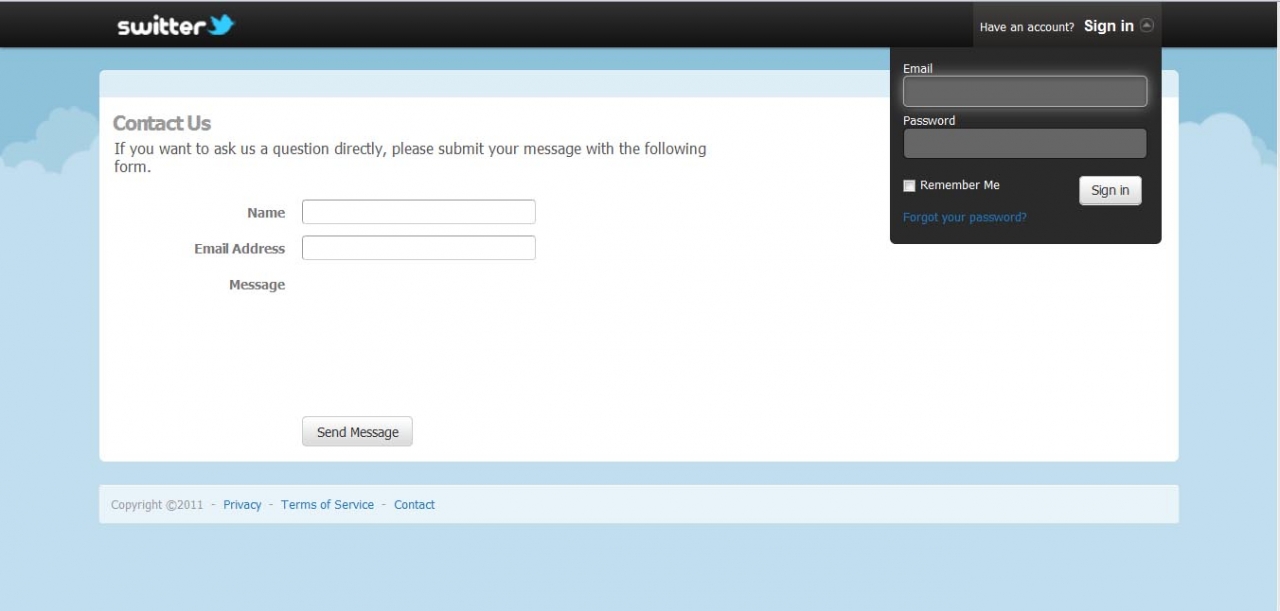 switter
Have an account? Sign in
Email
Password
Remember Me
Sign in
Forgot your password?
Contact Us
If you want to ask us a question directly, please submit your message with the following
form.
Name
Email Address
Message
Send Message
Copyright ©2011 - Privacy - Terms of Service - Contact